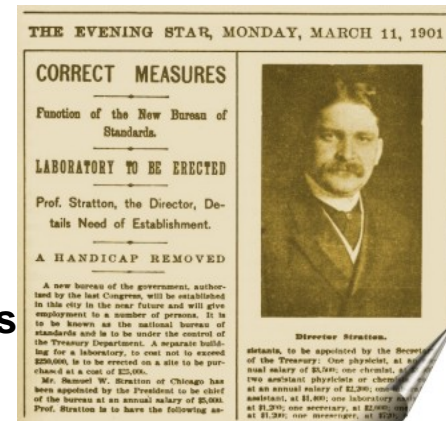 THE EVENING STAR, MONDAY, MARCH 11, 1901
CORRECT MEASURES
Function of the New Bureau of
Standards.
LABORATORY TO BE ERECTED
Prof. Stratton, the Director, De-
tails Need of Establishment.
A HANDICAP REMOVED
A new bureau of the government, author-
ized by the last Congress, will be established
in this city in the near future and will give
employment to a number of persons. It is
to be known as the national bureau of
standards and is to be under the control of
the Treasury Department. A separate build-
ing for a laboratory, to cost not to exceed
$250,000, is to be erected on a site to be pur-
chased at a cost of $25,000.
Mr. Samuel W. Stratton of Chicago has
been appointed by the President to be chief
of the bureau at an annual salary of $5,000.
Prof. Stratton is to have the following as-
s
Director Stratton.
sistants, to be appointed by the Secretary
of the Treasury: One physicist, at an
nual salary of $3,500; one chemist, at
two assistant physicists or chemists
at an annual salary of $2,200; one
assistant, at $1,400; one laboratory
at $1,200; one secretary, at $2,000; one
at $1,200; one messenger, at $720;